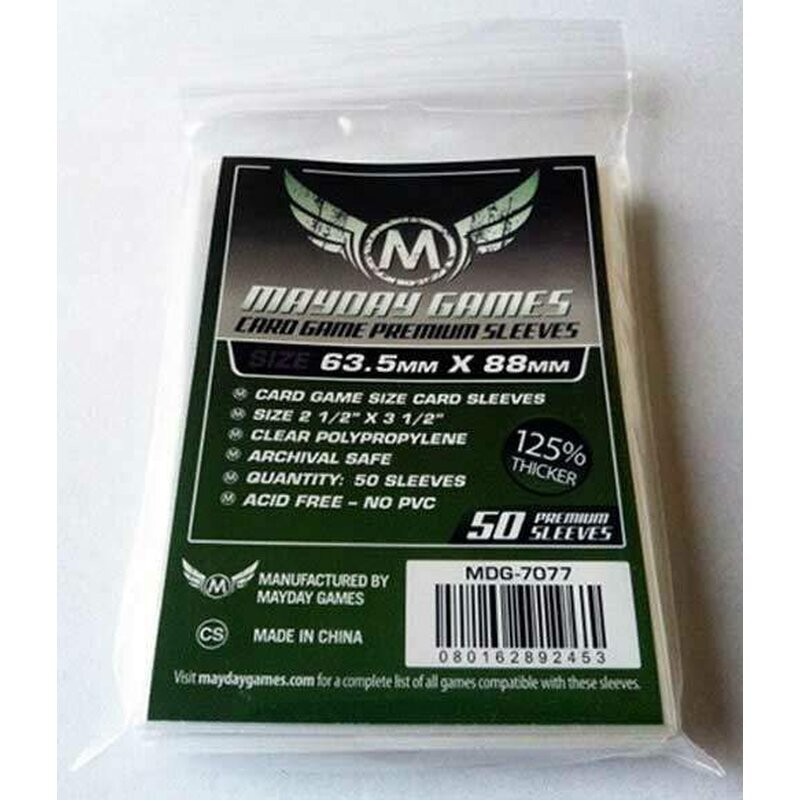 M
MAYDAY GAMES
CARD GAME PREMIUM SLEEVES
SIZE 63.5MM X 88MM
CARD GAME SIZE CARD SLEEVES
SIZE 2 1/2" X 3 1/2"
CLEAR POLYPROPYLENE
ARCHIVAL SAFE
QUANTITY: 50 SLEEVES
ACID FREE – NO PVC
125%
THICKER
50 PREMIUM
SLEEVES
M
MANUFACTURED BY
MAYDAY GAMES
CS
MADE IN CHINA
MDG-7077
080162892453
Visit maydaygames.com for a complete list of all games compatible with these sleeves.